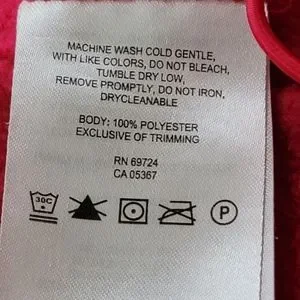 MACHINE WASH COLD GENTLE,
WITH LIKE COLORS, DO NOT BLEACH,
TUMBLE DRY LOW,
REMOVE PROMPTLY, DO NOT IRON,
DRYCLEANABLE
BODY: 100% POLYESTER
EXCLUSIVE OF TRIMMING
RN 69724
CA 05367
30C P